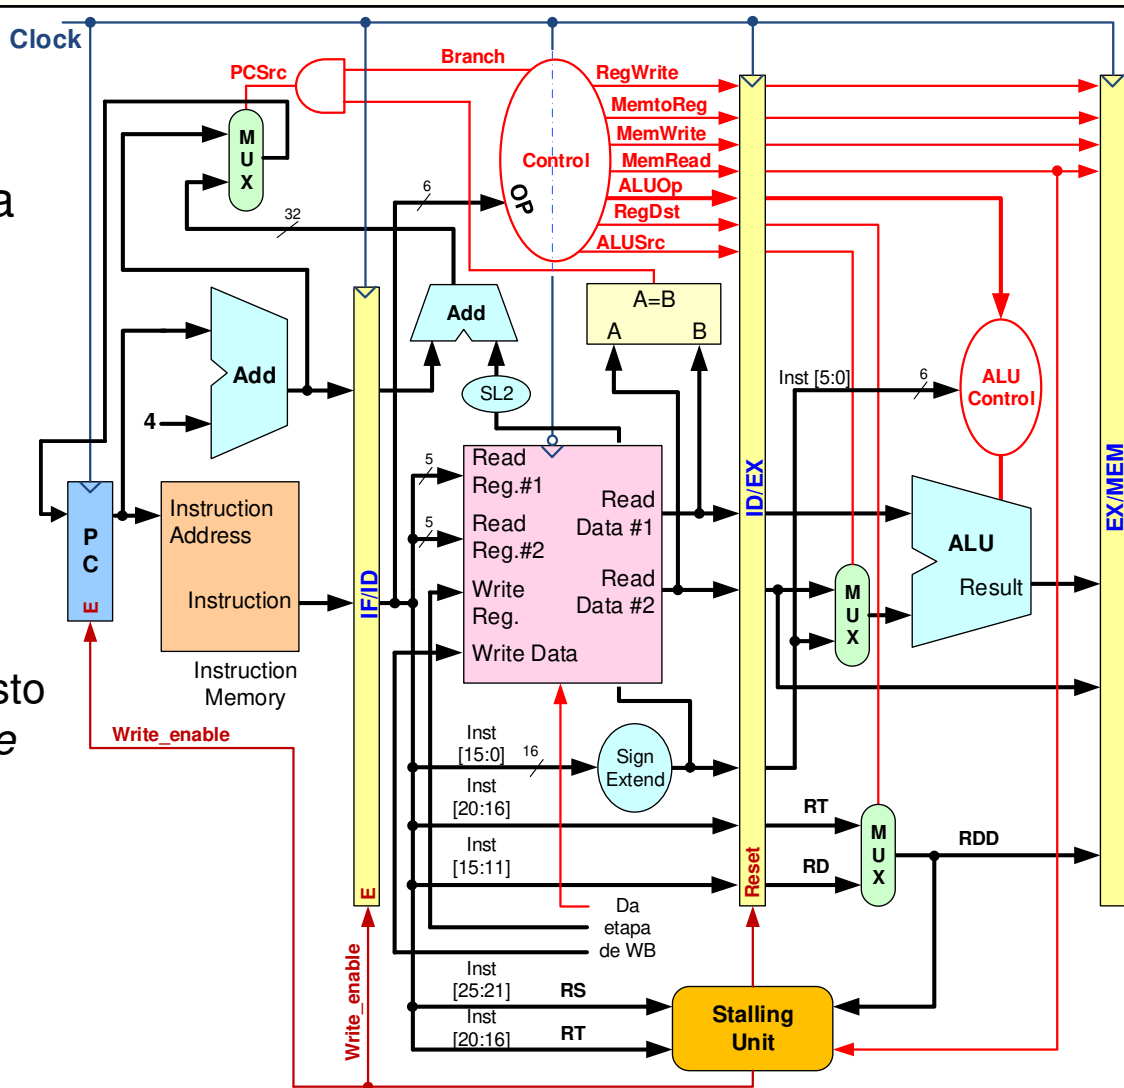 Clock
Branch
PCSrc
RegWrite
MemtoReg
MemWrite
MemRead
ALUOp
RegDst
ALUSrc
Control
OP
M
U
X
6
32
a
Add
4
Add
SL2
A=B
A
B
Inst [5:0]
6
ALU
Control
P
C
E
Instruction
Address
Instruction
Instruction
Memory
IF/ID
E
5
5
Read
Reg.#1
Read
Reg.#2
Write
Reg.
Write Data
Read
Data #1
Read
Data #2
ID/EX
Reset
M
U
X
ALU
Result
EX/MEM
sto
e
Write_enable
Inst
[15:0]
16
Sign
Extend
Inst
[20:16]
RT
Inst
[15:11]
RD
M
U
X
RDD
Da
etapa
de WB
Write_enable
Inst
[25:21]
RS
Inst
[20:16]
RT
Stalling
Unit